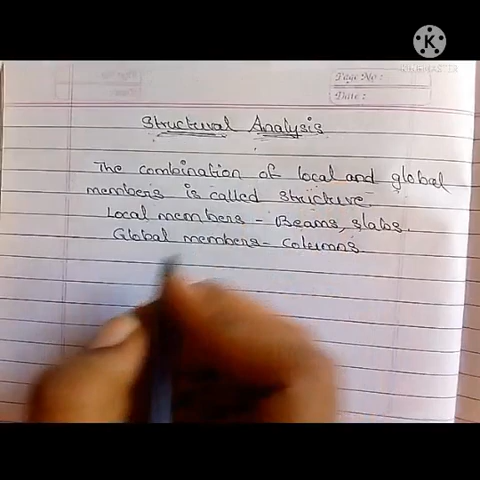 K
KINEMASTER
Page No:
Date:
Structural Analysis
The combination of local and global
members is called structure
Local members - Beams, slabs.
Global members - Columns.